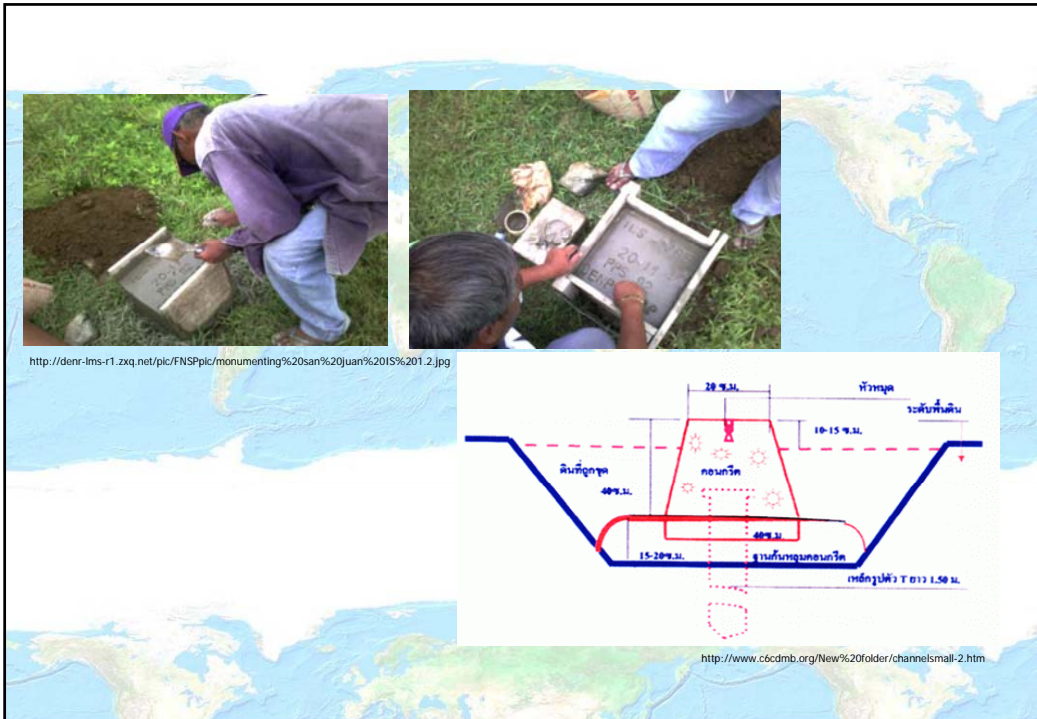 20-11
PPS
http://denr-lms-r1.zxq.net/pic/FNSPpic/monumenting%20san%20juan%20IS%201.2.jpg
20 ซ.ม.
หัวหมุด
ระดับพื้นดิน
10-15 ซ.ม.
ดินที่ถูกขุด
คอนกรีต
40ซ.ม.
40ซ.ม.
15-20ซ.ม.
ฐานก้นหลุมคอนกรีต
เหล็กรูปตัว T ยาว 1.50 ม.
http://www.c6cdmb.org/New%20folder/channelsmall-2.htm